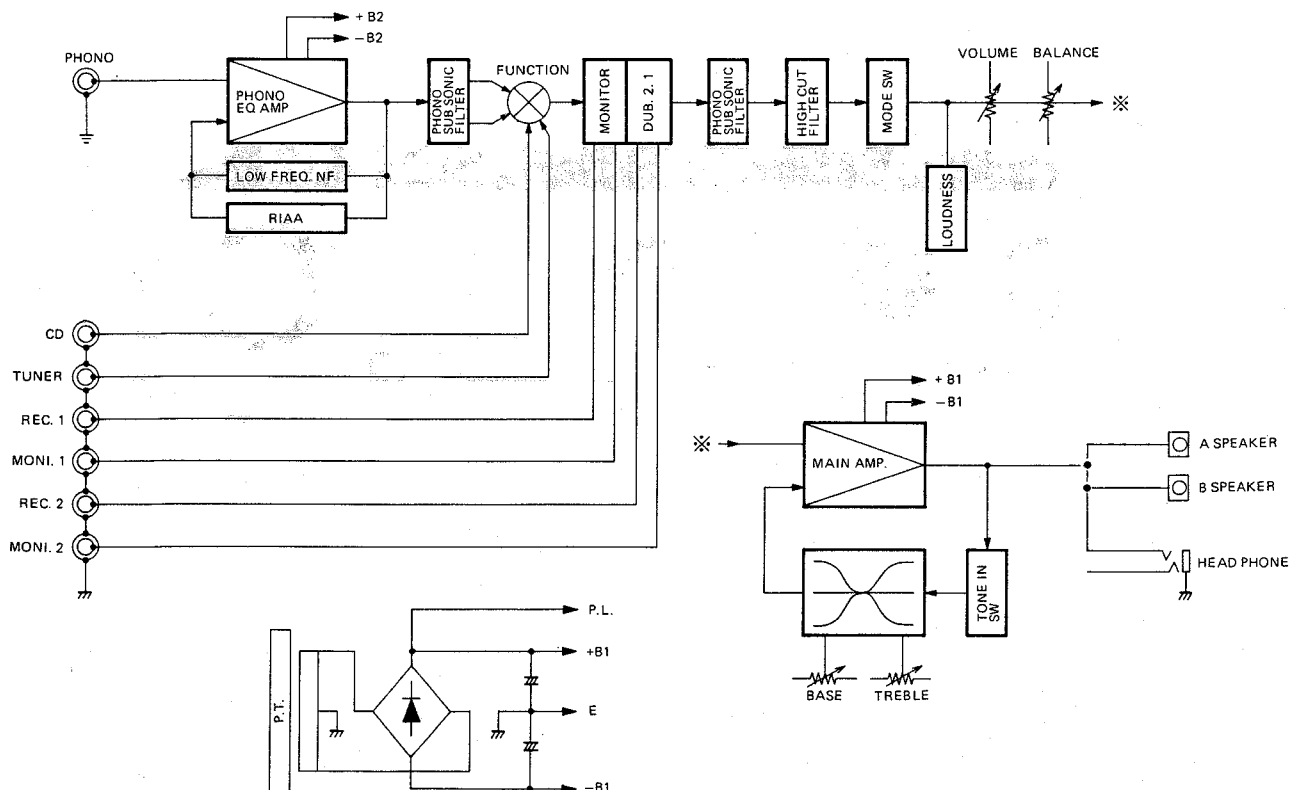 + B2
−B2
PHONO
PHONO
EQ AMP
LOW FREQ. NF
RIAA
PHONO
SUB SONIC
FILTER
FUNCTION
MONITOR
DUB. 2. 1
PHONO
SUB SONIC
FILTER
HIGH CUT
FILTER
MODE SW
VOLUME
BALANCE
※
LOUDNESS
CD
TUNER
REC. 1
MONI. 1
REC. 2
MONI. 2
※
+ B1
−B1
MAIN AMP.
A SPEAKER
B SPEAKER
HEAD PHONE
TONE IN
SW
BASE
TREBLE
P.T.
P.L.
+B1
E
−B1